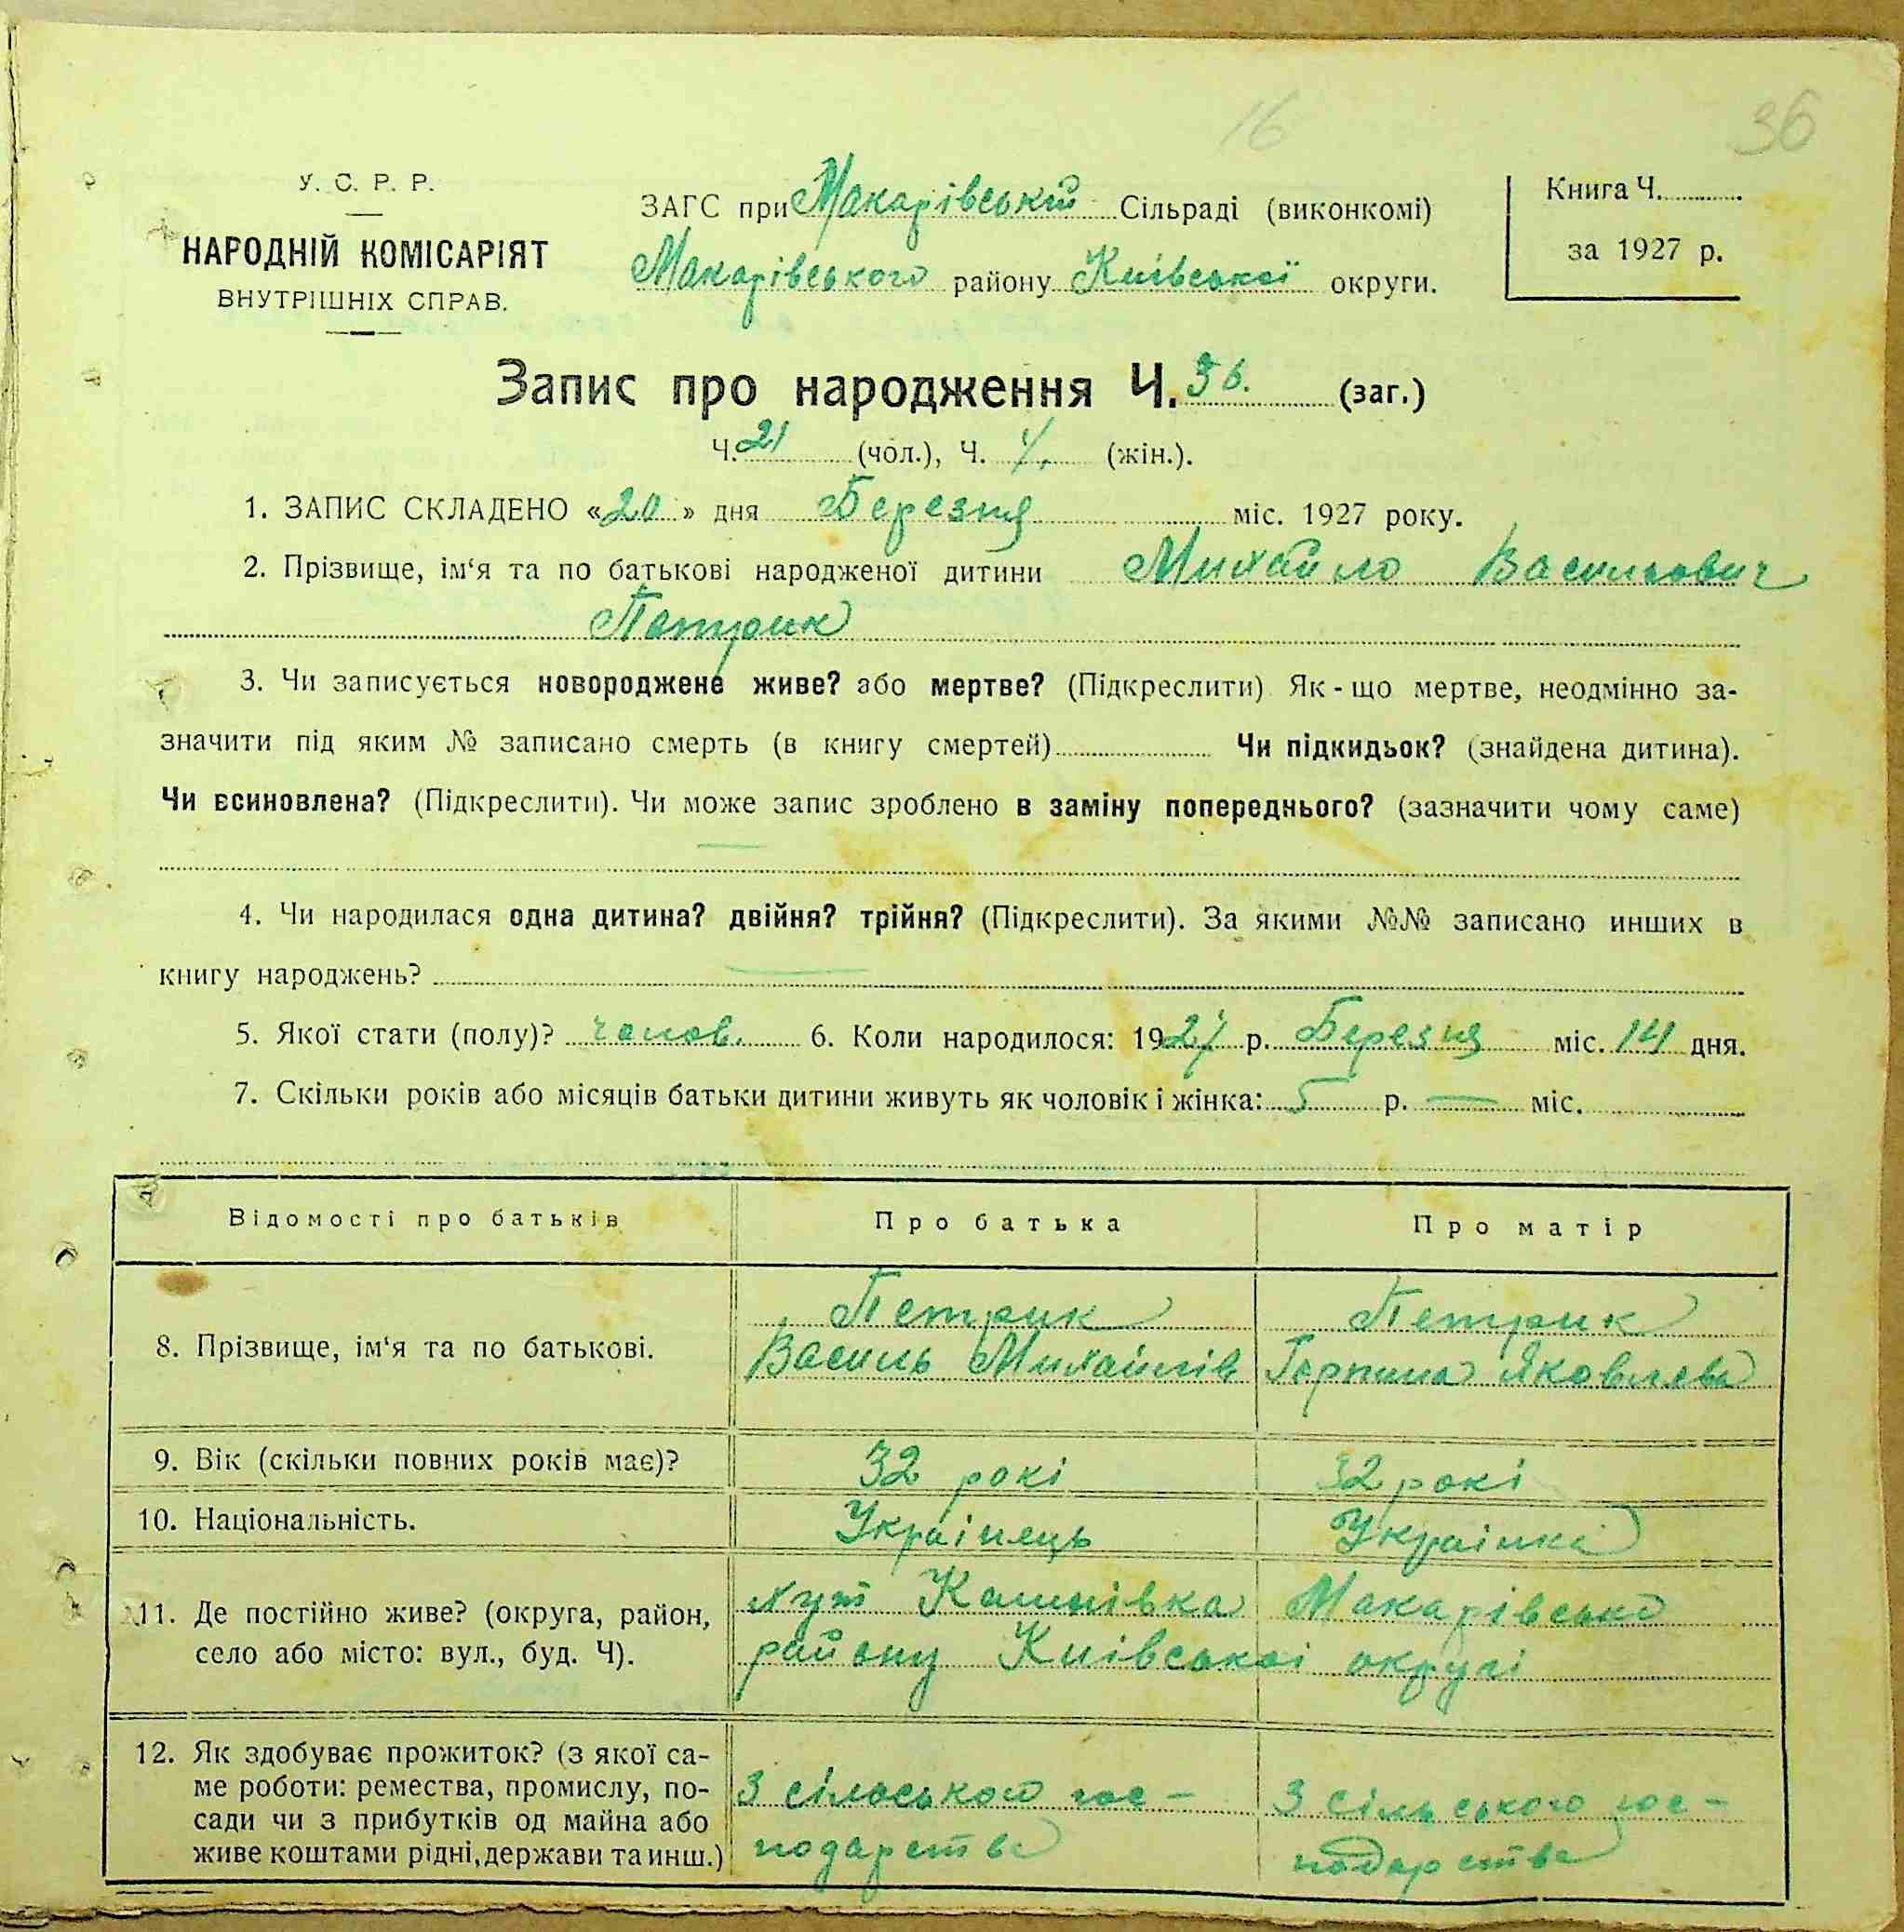 16 36
У. С. Р. Р.
НАРОДНІЙ КОМІСАРІЯТ
ВНУТРІШНІХ СПРАВ.
ЗАГС при Макарівській Сільраді (виконкомі)
Макарівського району Київської округи.
Книга Ч.
за 1927 р.
Запис про народження Ч. 36. (заг.)
Ч. 21 (чол.), Ч. (жін.).
1. ЗАПИС СКЛАДЕНО «20» дня Березня міс. 1927 року.
2. Прізвище, ім‘я та по батькові народженої дитини Михайло Васильович
Петрик
3. Чи записується новороджене живе? або мертве? (Підкреслити) Як-що мертве, неодмінно за-
значити під яким № записано смерть (в книгу смертей) Чи підкидьок? (знайдена дитина).
Чи всиновлена? (Підкреслити). Чи може запис зроблено в заміну попереднього? (зазначити чому саме)
4. Чи народилася одна дитина? двійня? трійня? (Підкреслити). За якими №№ записано инших в
книгу народжень?
5. Якої стати (полу)? чолов. 6. Коли народилося: 1927 р. Березня міс. 14 дня.
7. Скільки років або місяців батьки дитини живуть як чоловік і жінка: 5 р. — міс.
Відомості про батьків Про батька Про матір
8. Прізвище, ім‘я та по батькові.
Петрик
Василь Михайлів
Петрик
Горпина Яковлева
9. Вік (скільки повних років має)? 32 рокі 32 рокі
10. Національність. Украінець Украінка
11. Де постійно живе? (округа, район,
село або місто: вул., буд. Ч).
хут Калинівка Макарівсько
району Киівськоі округі
12. Як здобуває прожиток? (з якої са-
ме роботи: ремества, промислу, по-
сади чи з прибутків од майна або
живе коштами рідні, держави та инш.)
З сільського гос-
подарства
З сільського гос-
подарства